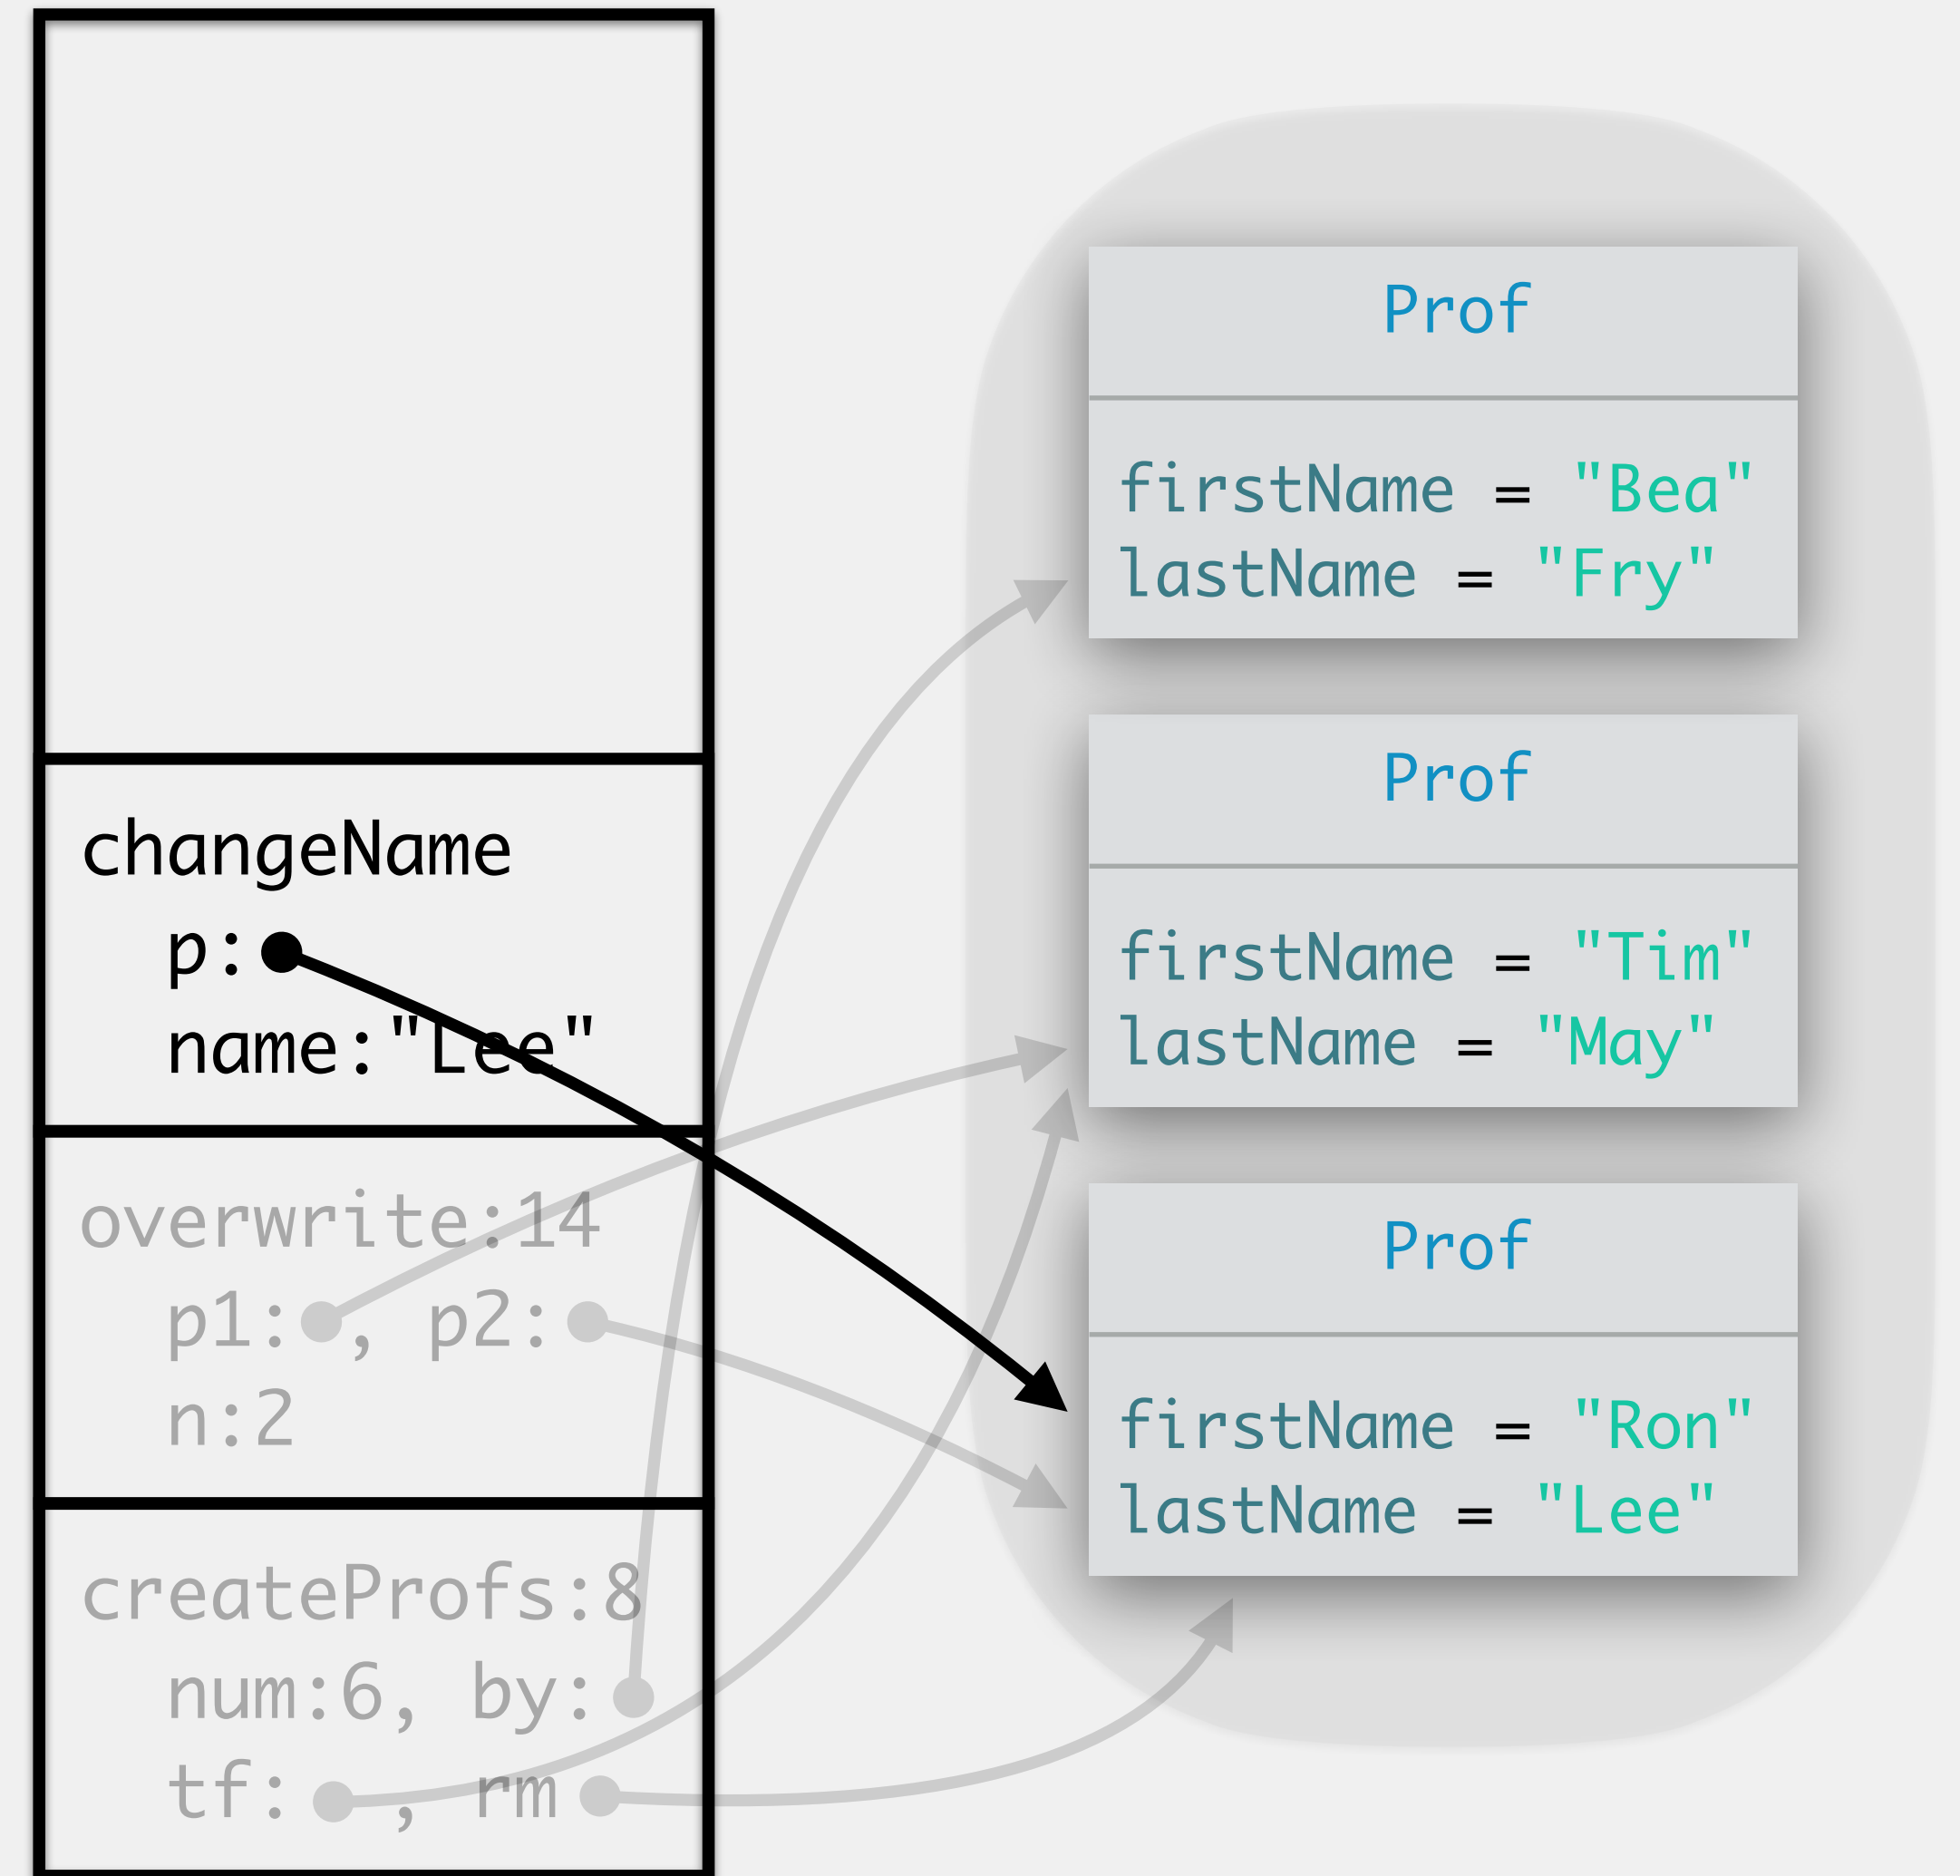 changeName
p:
name:"Lee"
overwrite:14
p1: , p2:
n:2
createProfs:8
num:6, by:
tf: , rm
Prof
firstName = "Bea"
lastName = "Fry"
Prof
firstName = "Tim"
lastName = "May"
Prof
firstName = "Ron"
lastName = "Lee"